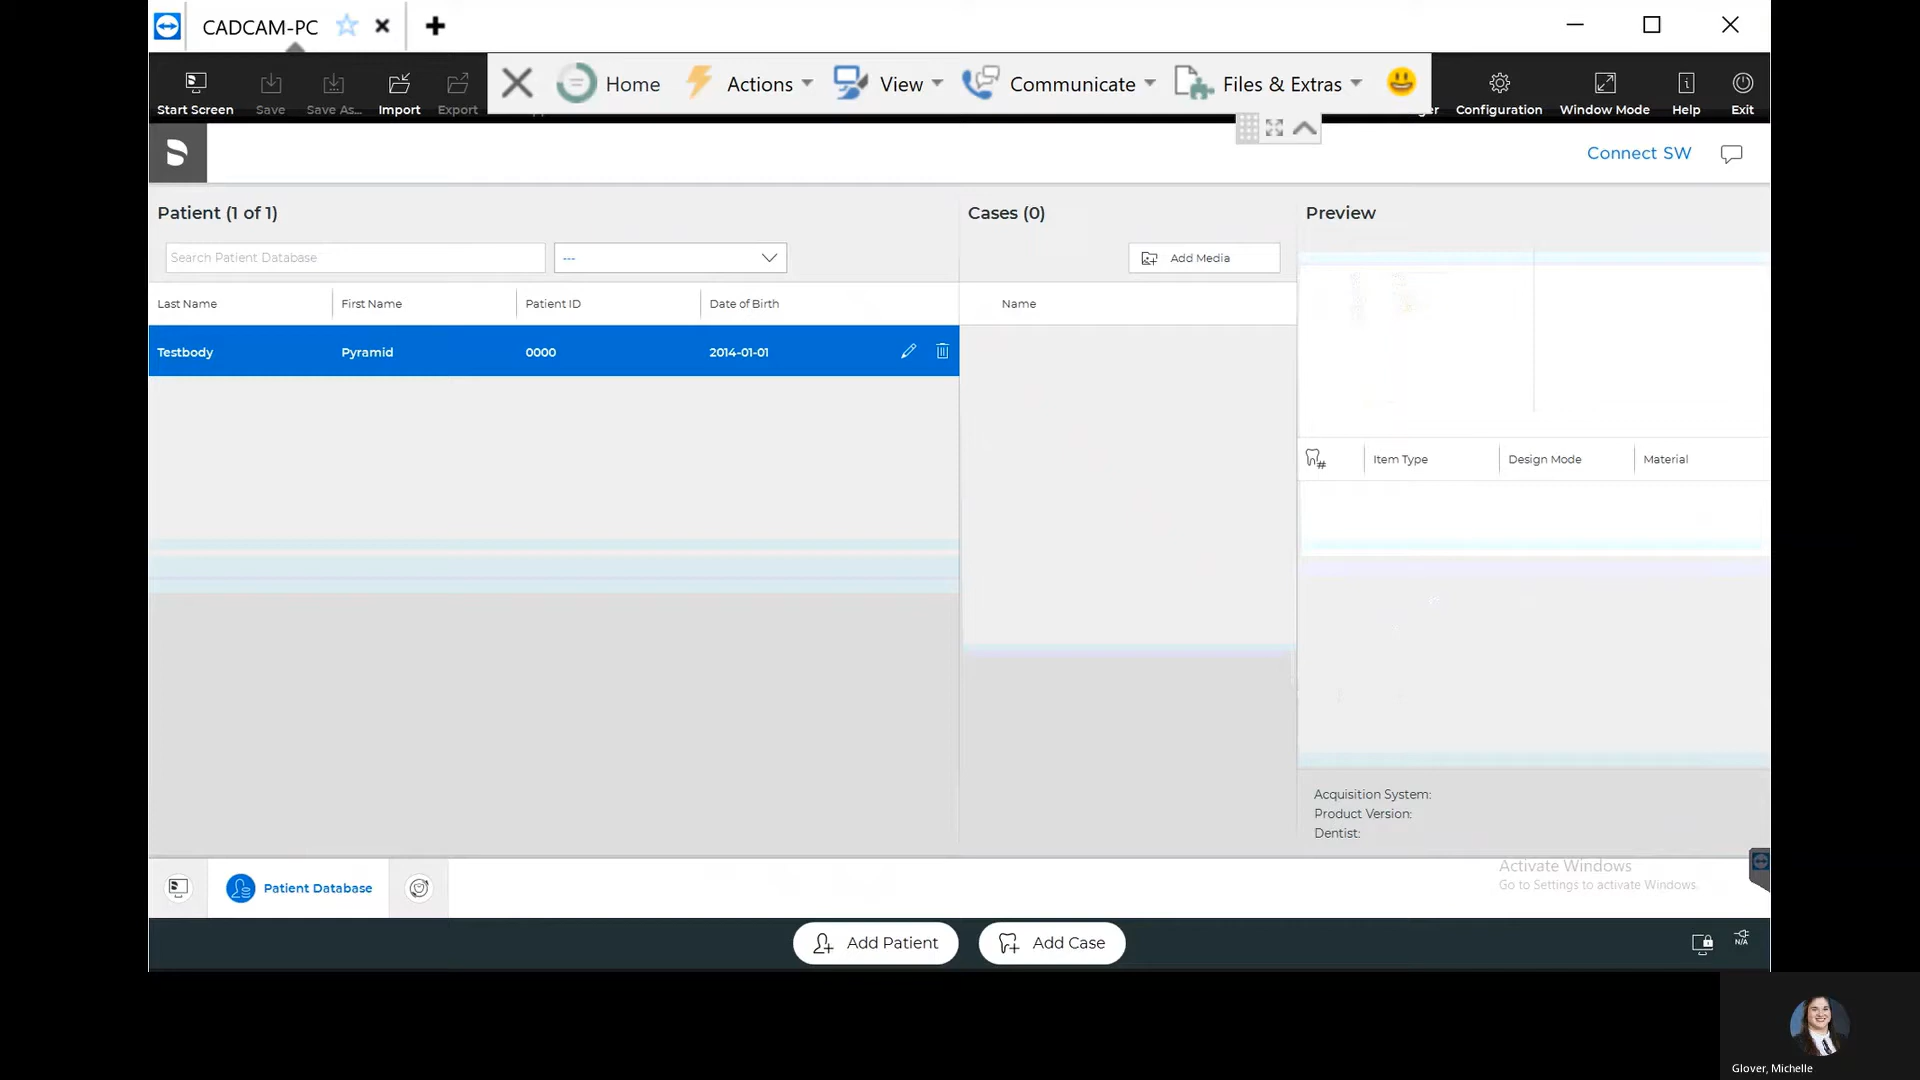 CADCAM-PC
Home
Actions
View
Communicate
Files & Extras
Start Screen
Save
Save As...
Import
Export
Configuration
Window Mode
Help
Exit
Connect SW
Patient (1 of 1)
Cases (0)
Preview
Search Patient Database
---
Add Media
Last Name
First Name
Patient ID
Date of Birth
Name
Testbody
Pyramid
0000
2014-01-01
#
Item Type
Design Mode
Material
Acquisition System:
Product Version:
Dentist:
Activate Windows
Go to Settings to activate Windows.
Patient Database
Add Patient
Add Case
N/A
Glover, Michelle